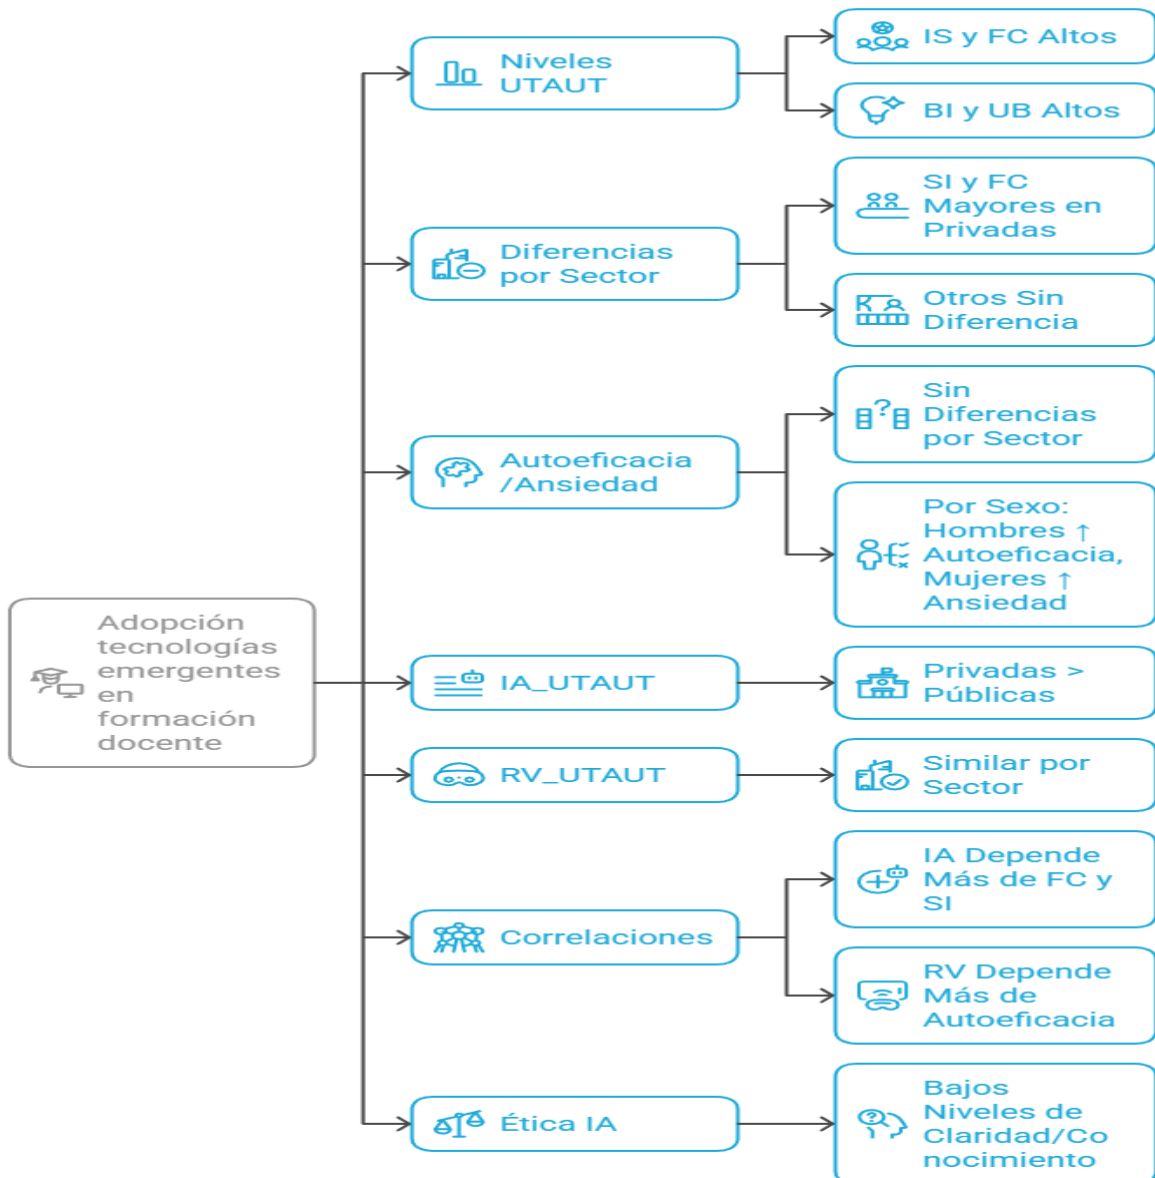 Adopción
tecnologías
emergentes
en
formación
docente
Niveles
UTAUT
IS y FC Altos
BI y UB Altos
Diferencias
por Sector
SI y FC
Mayores en
Privadas
Otros Sin
Diferencia
Autoeficacia
/Ansiedad
Sin
Diferencias
por Sector
Por Sexo:
Hombres ↑
Autoeficacia,
Mujeres ↑
Ansiedad
IA_UTAUT
Privadas >
Públicas
RV_UTAUT
Similar por
Sector
Correlaciones
IA Depende
Más de FC y
SI
RV Depende
Más de
Autoeficacia
Ética IA
Bajos
Niveles de
Claridad/Co
nocimiento